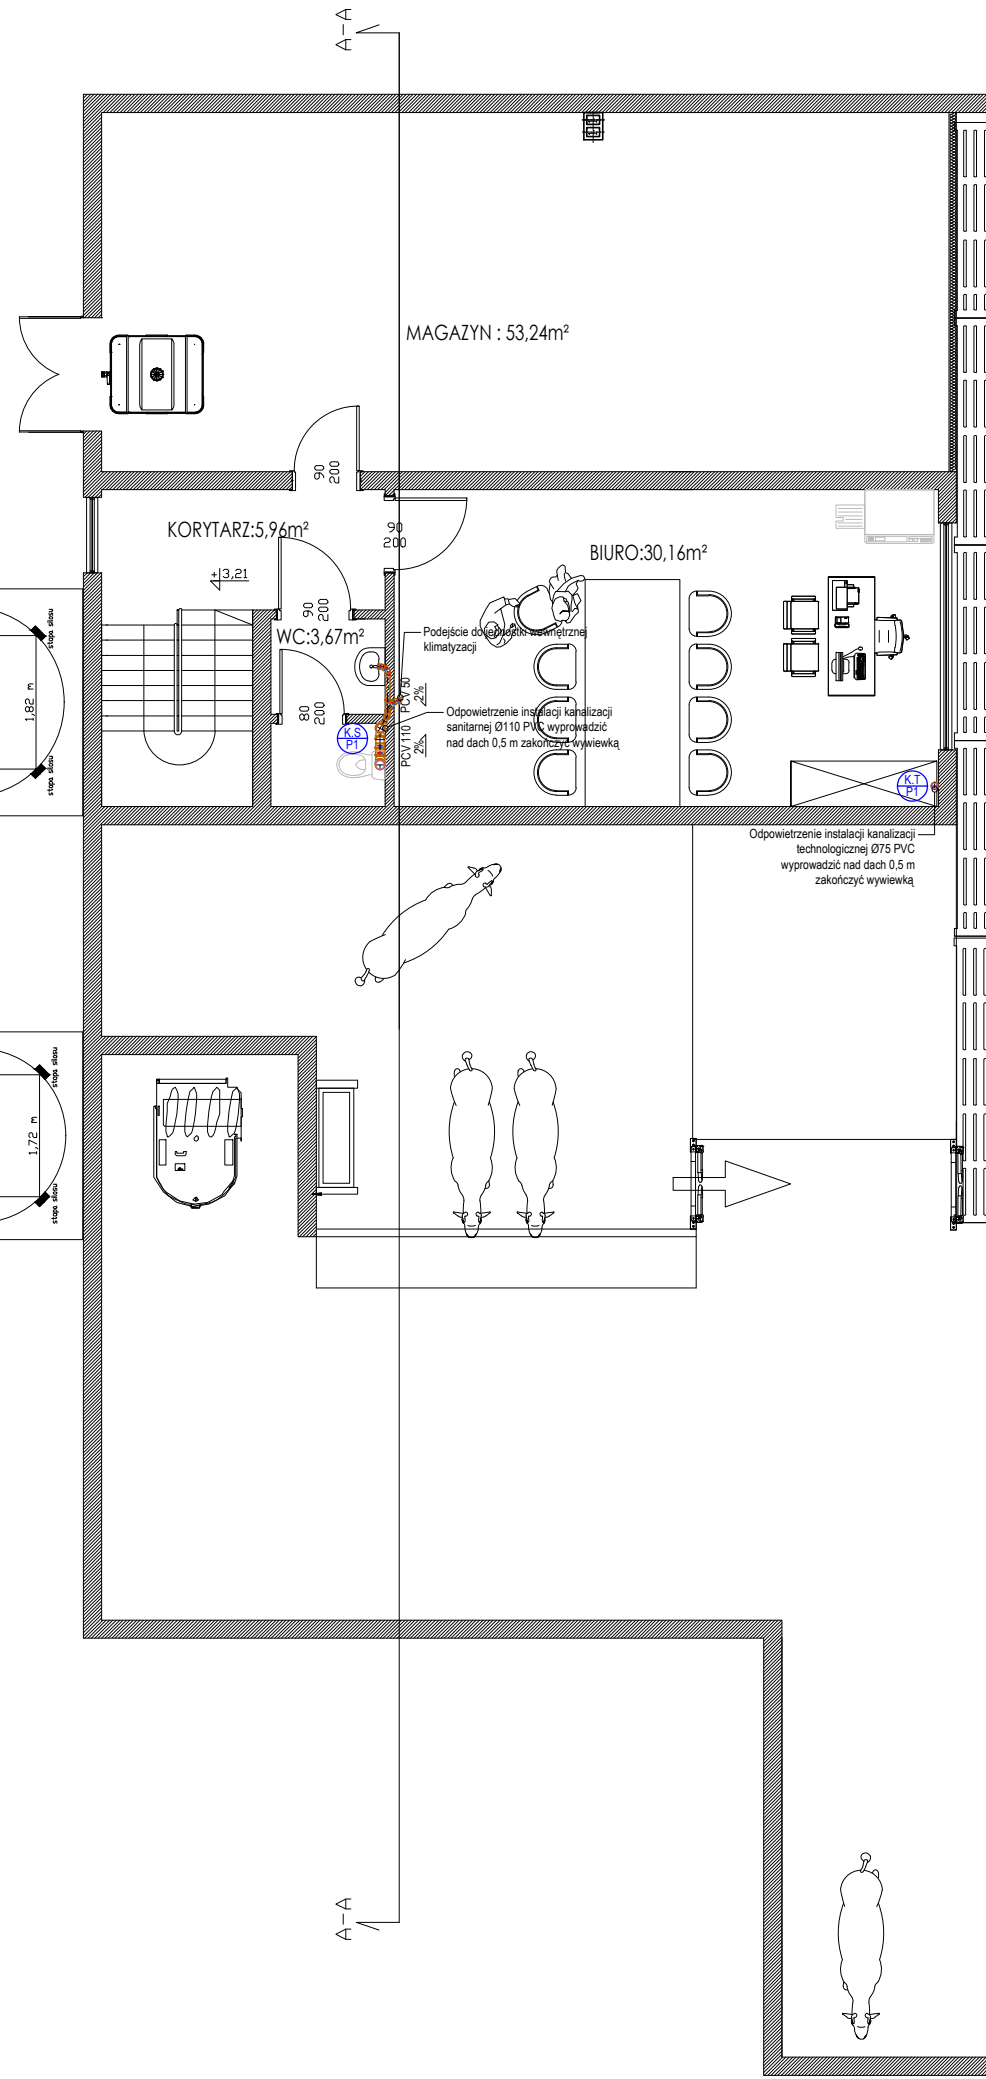 A-A
MAGAZYN : 53,24m²
90
200
KORYTARZ:5,96m²
90
200
BIURO:30,16m²
+3,21
90
200
WC:3,67m²
Podejście do jednostki wewnętrznej
klimatyzacji
80
200
PCV 50
2%
PCV 110
2%
Odpowietrzenie instalacji kanalizacji
sanitarnej Ø110 PVC wyprowadzić
nad dach 0,5 m zakończyć wywiewką
K.S
P1
K.T
P1
Odpowietrzenie instalacji kanalizacji
technologicznej Ø75 PVC
wyprowadzić nad dach 0,5 m
zakończyć wywiewką
stopa silosu
1,82 m
stopa silosu
stopa silosu
1,72 m
stopa silosu
A-A